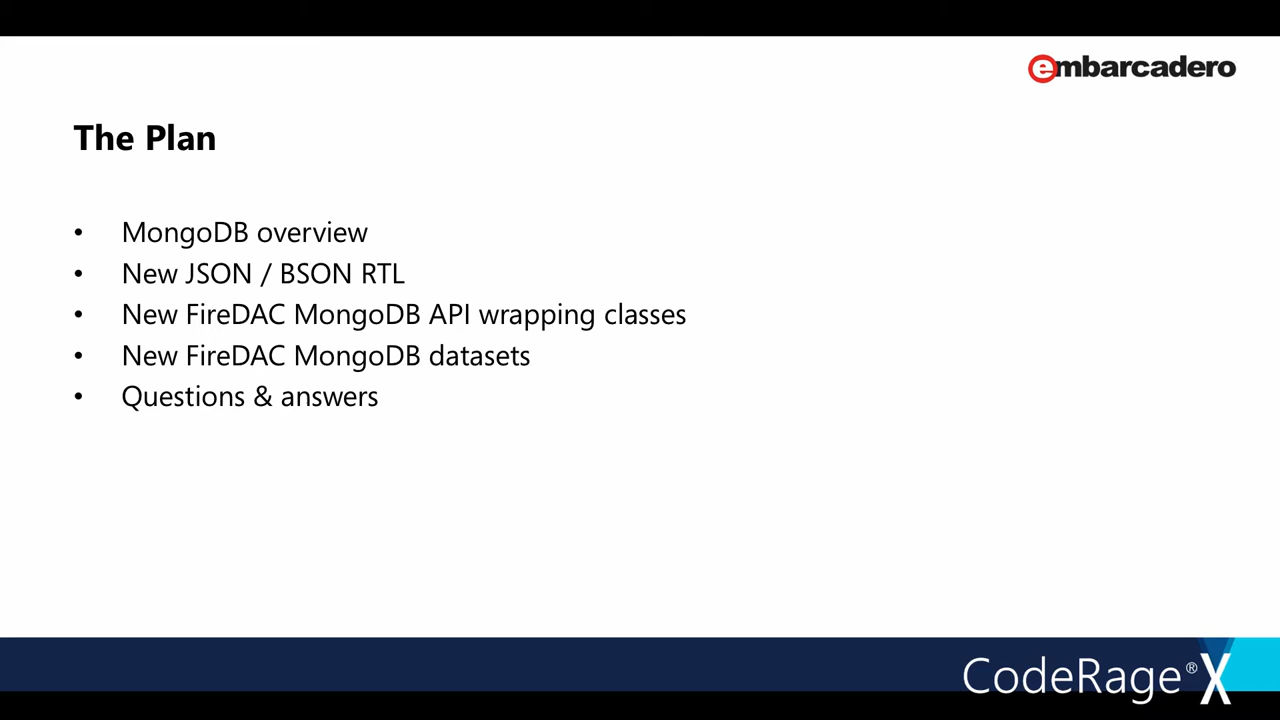 embarcadero
The Plan
• MongoDB overview
• New JSON / BSON RTL
• New FireDAC MongoDB API wrapping classes
• New FireDAC MongoDB datasets
• Questions & answers
CodeRage® X